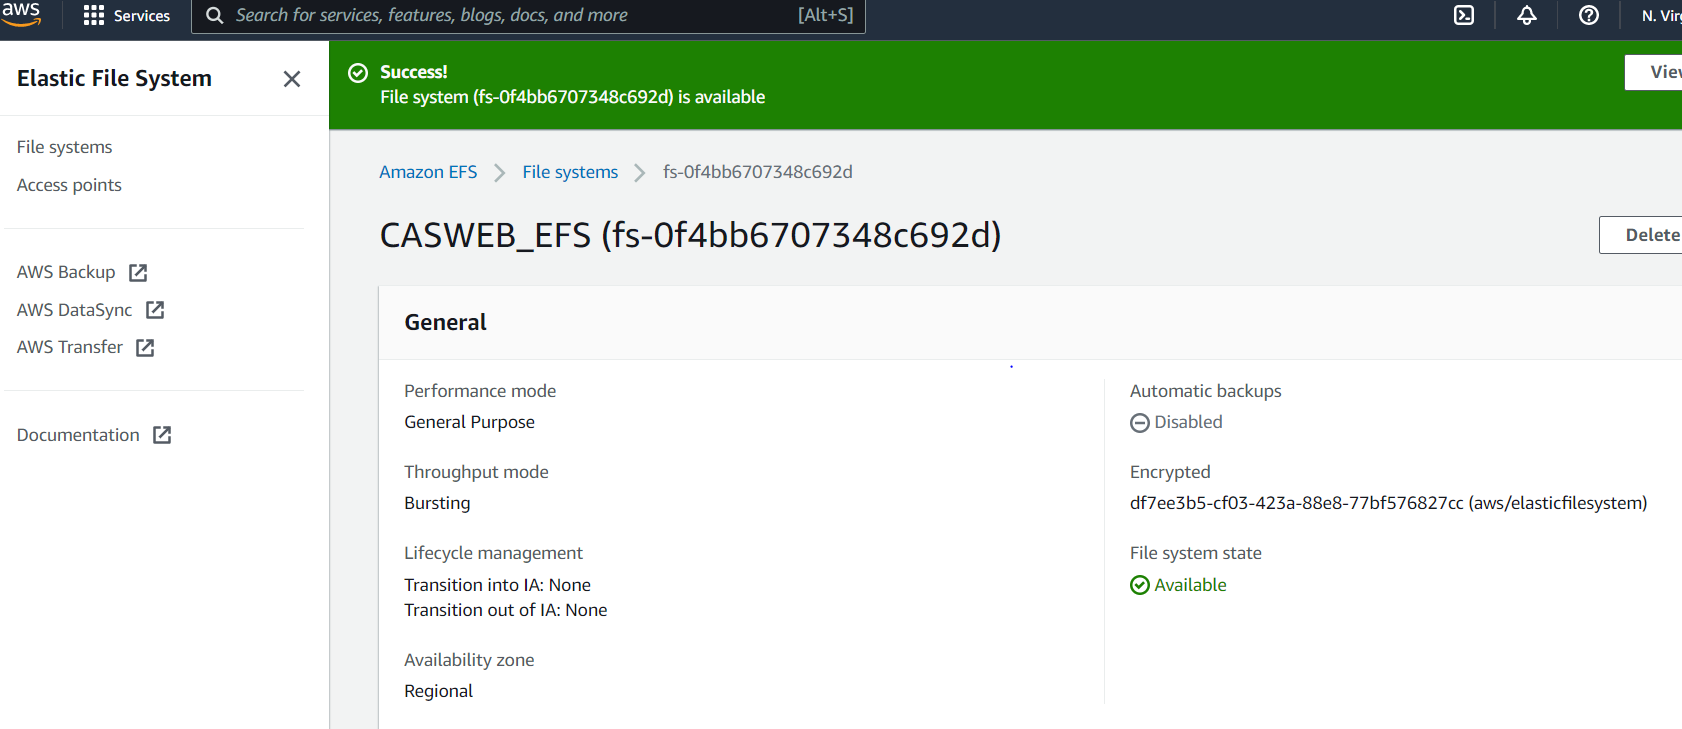 aws
Services
Search for services, features, blogs, docs, and more
[Alt+S]
Elastic File System
File systems
Access points
AWS Backup
AWS DataSync
AWS Transfer
Documentation
Success!
File system (fs-0f4bb6707348c692d) is available
Amazon EFS
File systems
fs-0f4bb6707348c692d
CASWEB_EFS (fs-0f4bb6707348c692d)
Delete
General
Performance mode
General Purpose
Throughput mode
Bursting
Lifecycle management
Transition into IA: None
Transition out of IA: None
Availability zone
Regional
Automatic backups
Disabled
Encrypted
df7ee3b5-cf03-423a-88e8-77bf576827cc (aws/elasticfilesystem)
File system state
Available